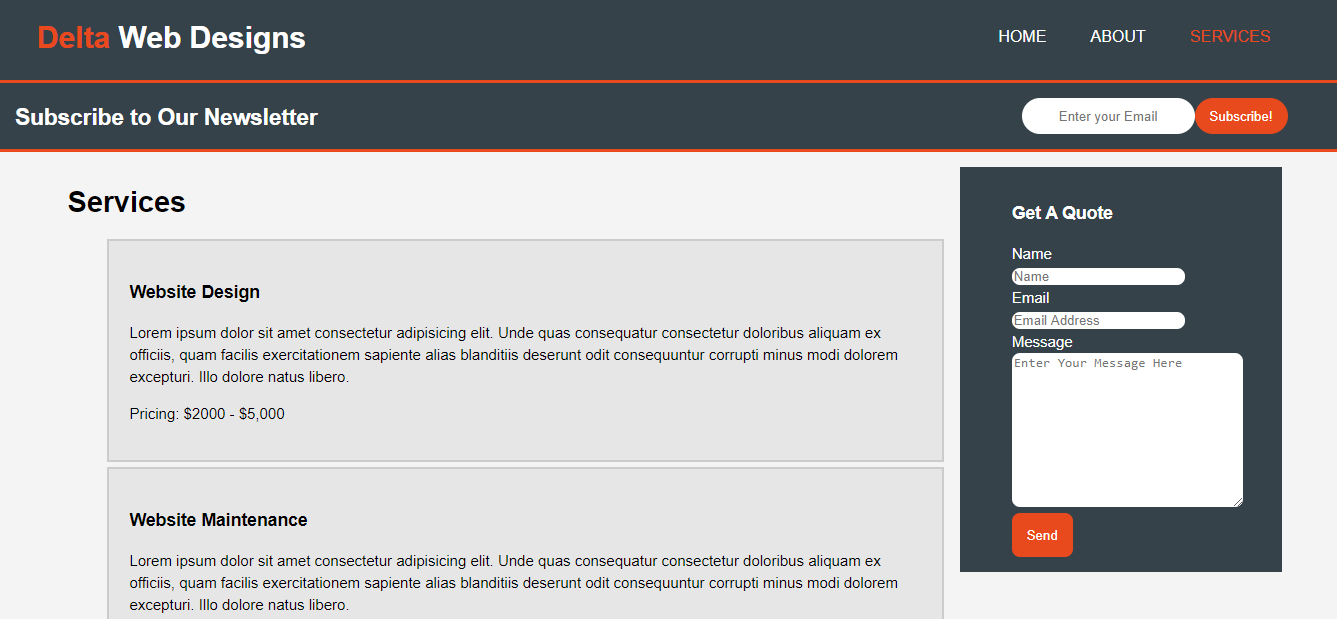 Delta Web Designs
HOME ABOUT SERVICES
Subscribe to Our Newsletter
Enter your Email Subscribe!
Services
Website Design
Lorem ipsum dolor sit amet consectetur adipisicing elit. Unde quas consequatur consectetur doloribus aliquam ex
officiis, quam facilis exercitationem sapiente alias blanditiis deserunt odit consequuntur corrupti minus modi dolorem
excepturi. Illo dolore natus libero.
Pricing: $2000 - $5,000
Website Maintenance
Lorem ipsum dolor sit amet consectetur adipisicing elit. Unde quas consequatur consectetur doloribus aliquam ex
officiis, quam facilis exercitationem sapiente alias blanditiis deserunt odit consequuntur corrupti minus modi dolorem
excepturi. Illo dolore natus libero.
Get A Quote
Name
Name
Email
Email Address
Message
Enter Your Message Here
Send